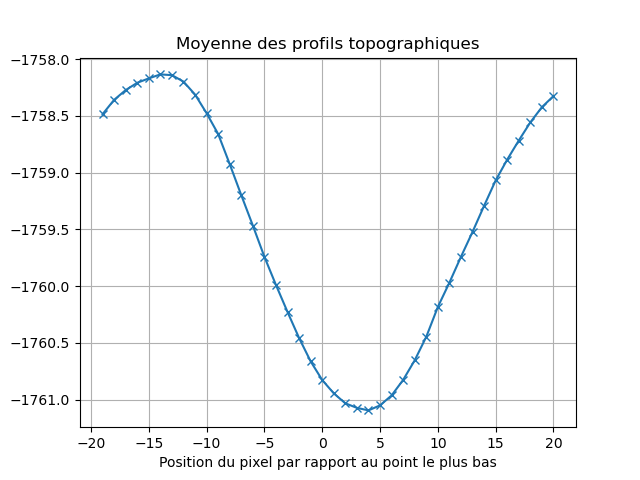 Moyenne des profils topographiques
−1758.0
−1758.5
−1759.0
−1759.5
−1760.0
−1760.5
−1761.0
−20 −15 −10 −5 0 5 10 15 20
Position du pixel par rapport au point le plus bas